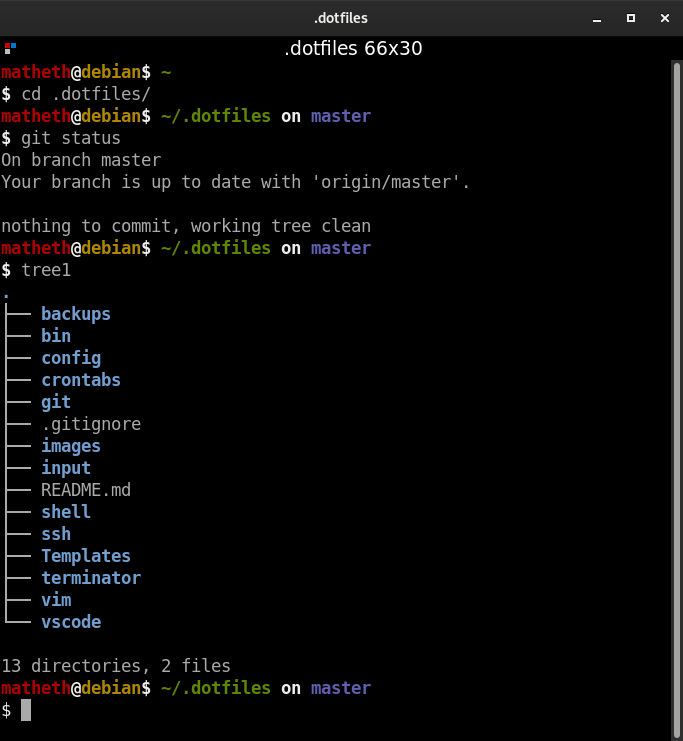 .dotfiles
.dotfiles 66x30
matheth@debian$ ~
$ cd .dotfiles/
matheth@debian$ ~/.dotfiles on master
$ git status
On branch master
Your branch is up to date with 'origin/master'.
nothing to commit, working tree clean
matheth@debian$ ~/.dotfiles on master
$ tree1
.
├── backups
├── bin
├── config
├── crontabs
├── git
├── .gitignore
├── images
├── input
├── README.md
├── shell
├── ssh
├── Templates
├── terminator
├── vim
└── vscode
13 directories, 2 files
matheth@debian$ ~/.dotfiles on master
$